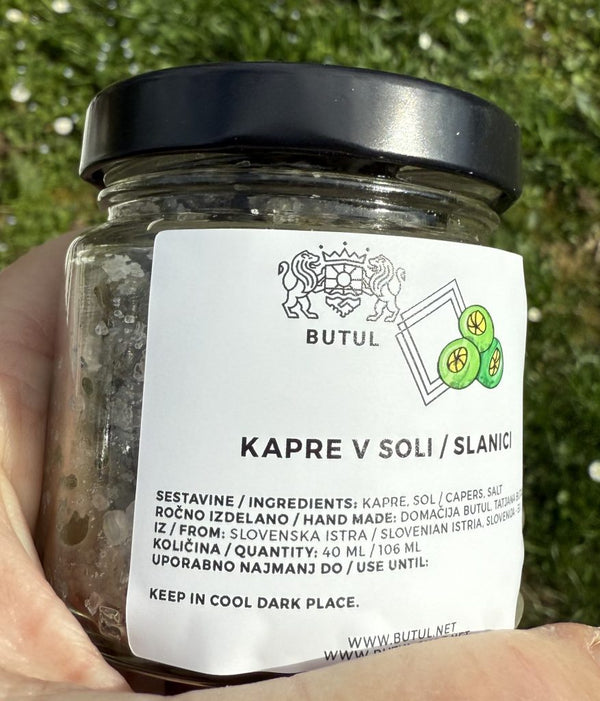 BUTUL
KAPRE V SOLI / SLANICI
SESTAVINE / INGREDIENTS: KAPRE, SOL / CAPERS, SALT
ROČNO IZDELANO / HAND MADE: DOMAČIJA BUTUL, TATJANA
IZ / FROM: SLOVENSKA ISTRA / SLOVENIAN ISTRIA, SLOVENIJA
KOLIČINA / QUANTITY: 40 ML / 106 ML
UPORABNO NAJMANJ DO / USE UNTIL:
KEEP IN COOL DARK PLACE.
WWW.BUTUL.NET